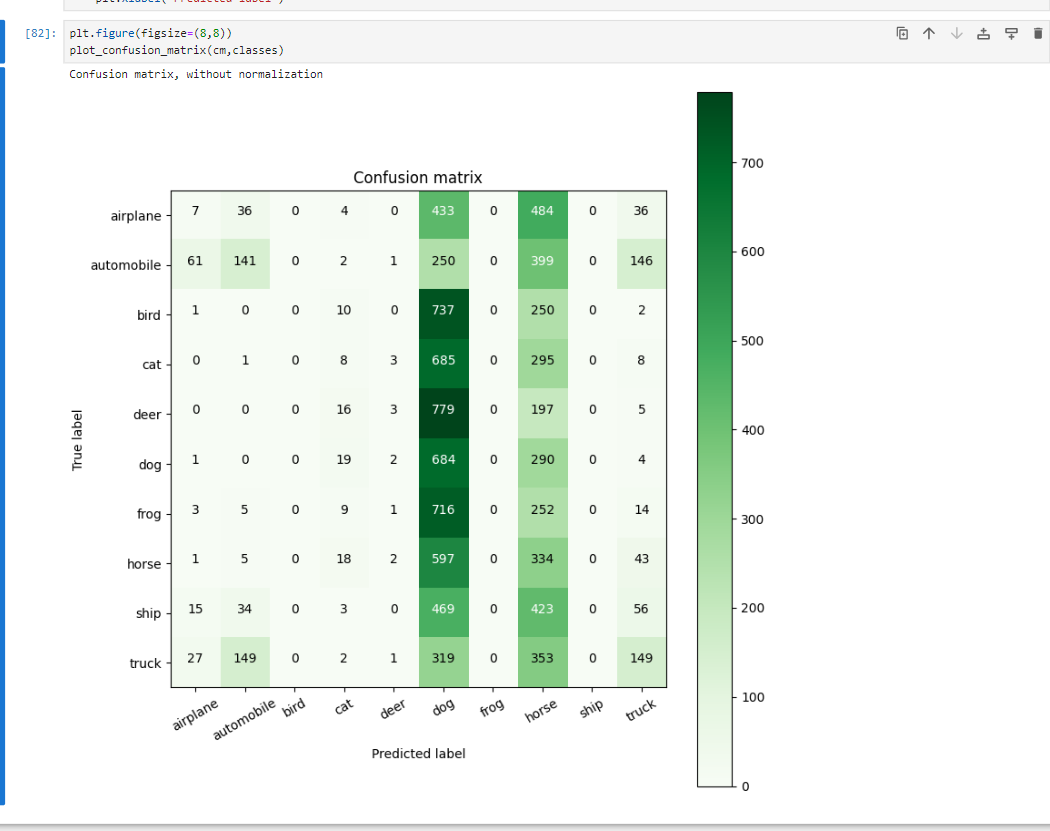 [82]: plt.figure(figsize=(8,8))
plot_confusion_matrix(cm,classes)
Confusion matrix, without normalization
Confusion matrix
airplane 7 36 0 4 0 433 0 484 0 36
automobile 61 141 0 2 1 250 0 399 0 146
bird 1 0 0 10 0 737 0 250 0 2
cat 0 1 0 8 3 685 0 295 0 8
deer 0 0 0 16 3 779 0 197 0 5
dog 1 0 0 19 2 684 0 290 0 4
frog 3 5 0 9 1 716 0 252 0 14
horse 1 5 0 18 2 597 0 334 0 43
ship 15 34 0 3 0 469 0 423 0 56
truck 27 149 0 2 1 319 0 353 0 149
airplane automobile bird cat deer dog frog horse ship truck
Predicted label
True label
700
600
500
400
300
200
100
0